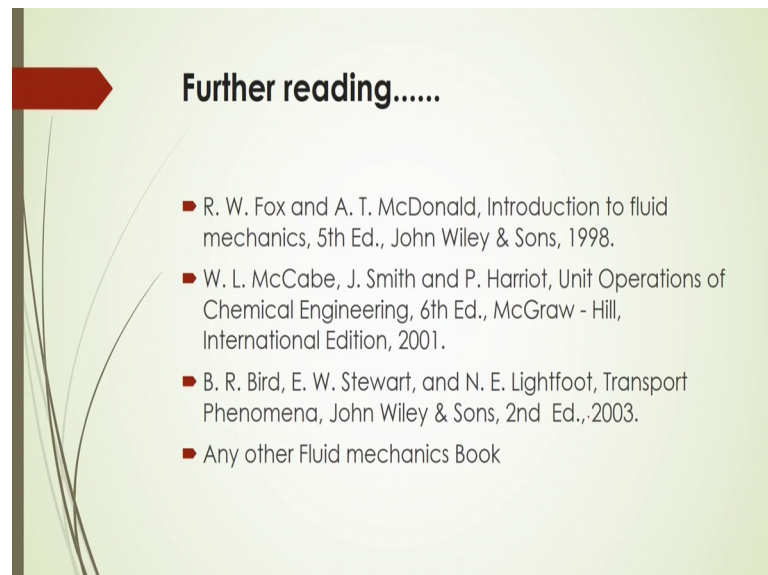 Further reading......
R. W. Fox and A. T. McDonald, Introduction to fluid
mechanics, 5th Ed., John Wiley & Sons, 1998.
W. L. McCabe, J. Smith and P. Harriot, Unit Operations of
Chemical Engineering, 6th Ed., McGraw - Hill,
International Edition, 2001.
B. R. Bird, E. W. Stewart, and N. E. Lightfoot, Transport
Phenomena, John Wiley & Sons, 2nd Ed., 2003.
Any other Fluid mechanics Book